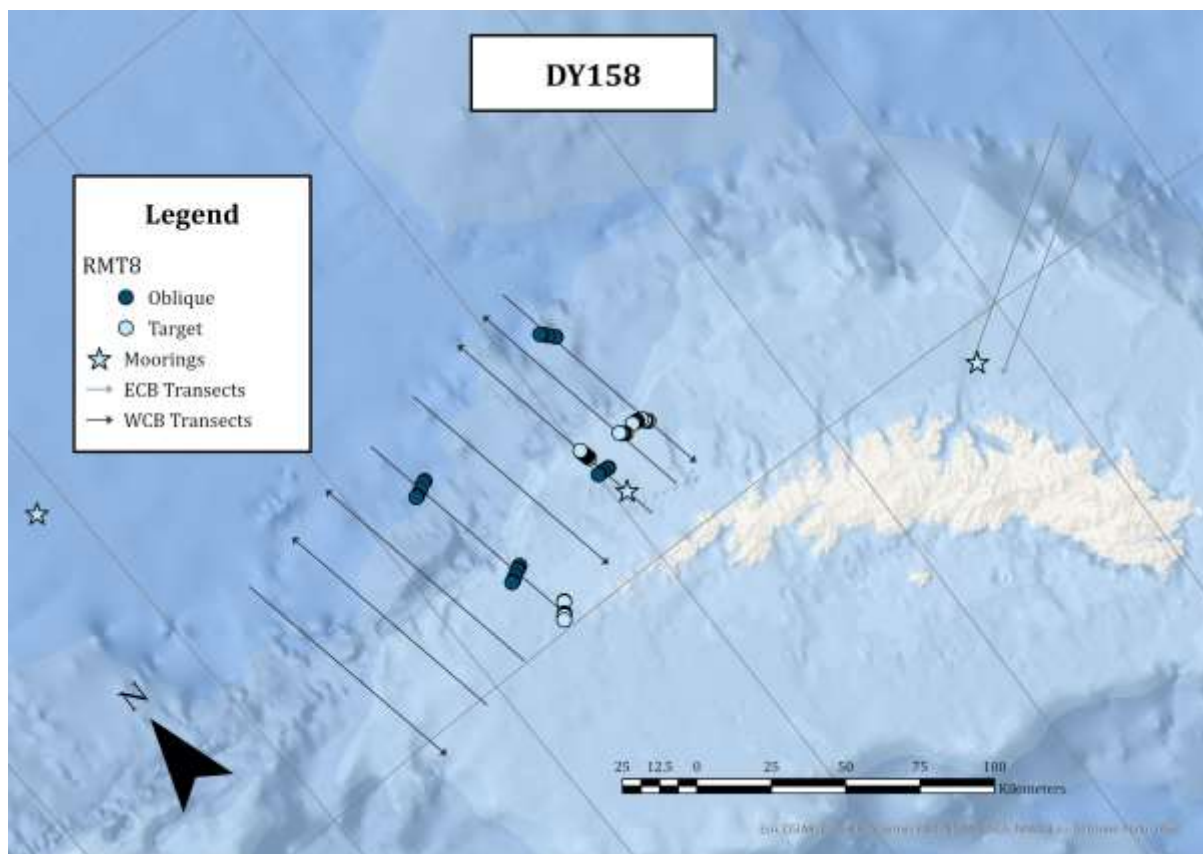 DY158
Legend
RMT8
Oblique
Target
Moorings
ECB Transects
WCB Transects
N
25 12.5 0 25 50 75 100
Kilometers